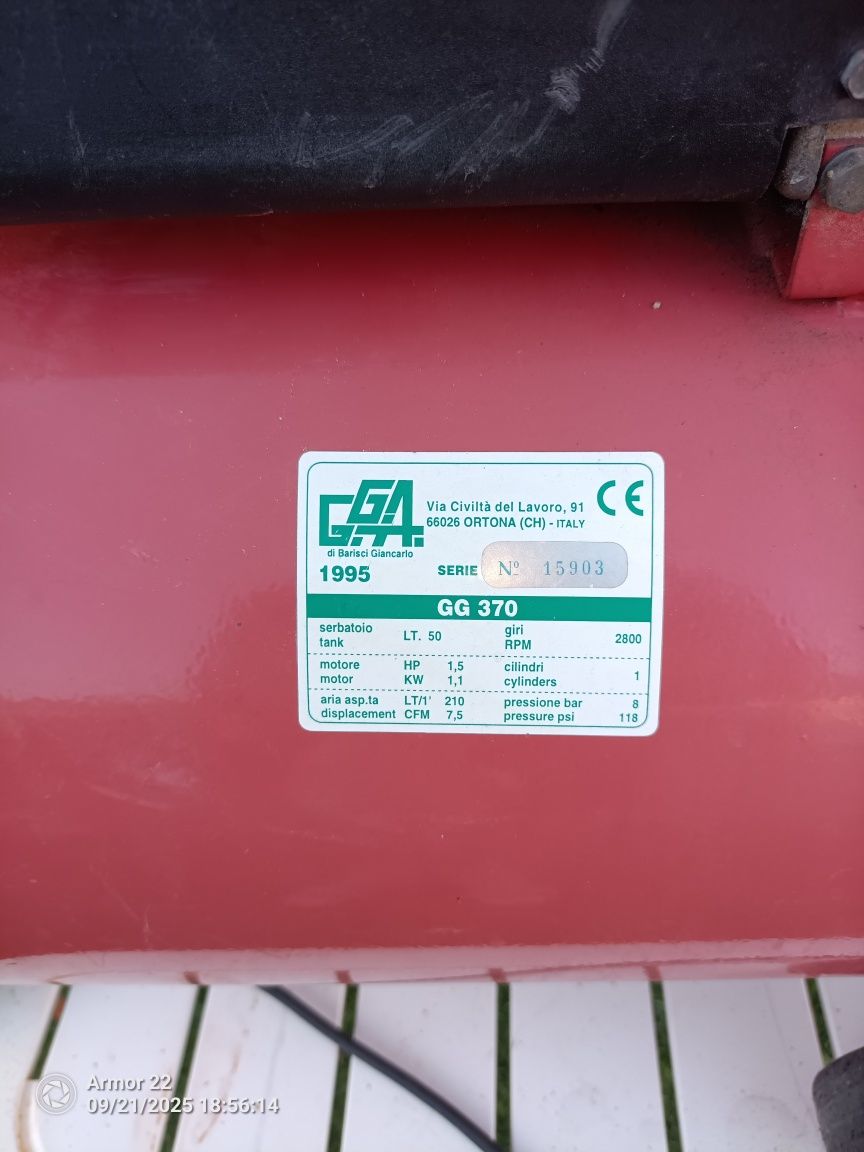 GGA
Via Civiltà del Lavoro, 91
66026 ORTONA (CH) - ITALY
CE
di Barisci Giancarlo
1995
SERIE Nº 15903
GG 370
serbatoio
tank
LT. 50
giri
RPM
2800
motore HP 1,5
motor KW 1,1
cilindri
cylinders
1
aria asp.ta LT/1' 210
displacement CFM 7,5
pressione bar 8
pressure psi 118
Armor 22
09/21/2025 18:56:14